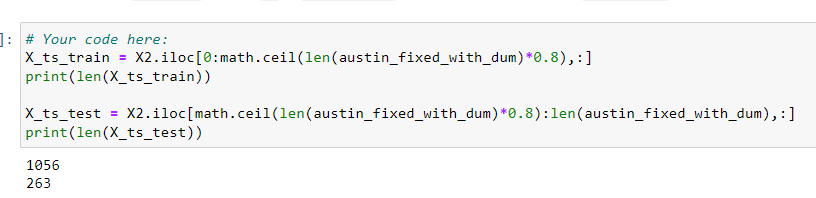 ]: # Your code here:
X_ts_train = X2.iloc[0:math.ceil(len(austin_fixed_with_dum)*0.8),:]
print(len(X_ts_train))
X_ts_test = X2.iloc[math.ceil(len(austin_fixed_with_dum)*0.8):len(austin_fixed_with_dum),:]
print(len(X_ts_test))
1056
263